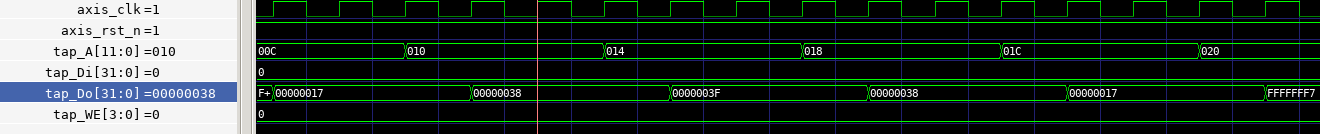 axis_clk=1
axis_rst_n=1
tap_A[11:0]=010 00C 010 014 018 01C 020
tap_Di[31:0]=0 0
tap_Do[31:0]=00000038 F+ 00000017 00000038 0000003F 00000038 00000017 FFFFFFF7
tap_WE[3:0]=0 0